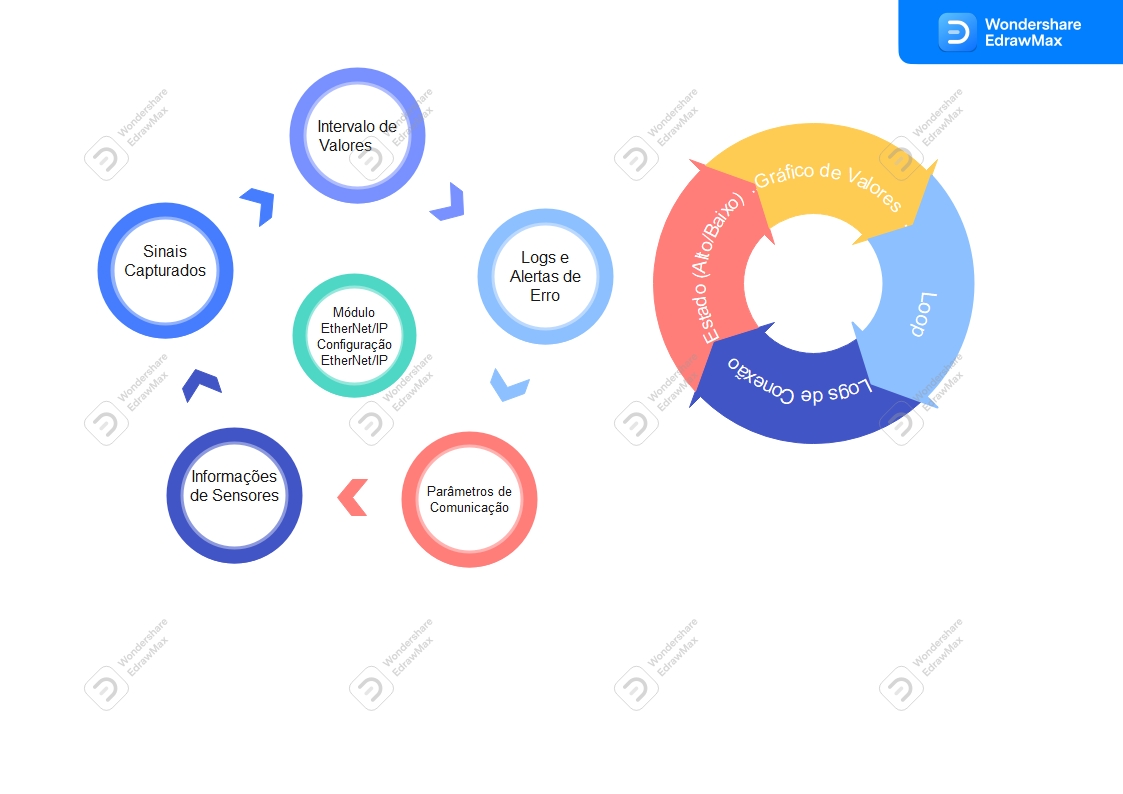 Wondershare
EdrawMax
Intervalo de
Valores
Sinais
Capturados
Logs e
Alertas de
Erro
Módulo
EtherNet/IP
Configuração
EtherNet/IP
Informações
de Sensores
Parâmetros de
Comunicação
.Gráfico de Valores .
Estado (Alto/Baixo)
Loop
Logs de Conexão
Wondershare
EdrawMax
Wondershare
EdrawMax
Wondershare
EdrawMax
Wondershare
EdrawMax
Wondershare
EdrawMax
Wondershare
EdrawMax
Wondershare
EdrawMax
Wondershare
EdrawMax
Wondershare
EdrawMax
Wondershare
EdrawMax
Wondershare
EdrawMax
Wondershare
EdrawMax